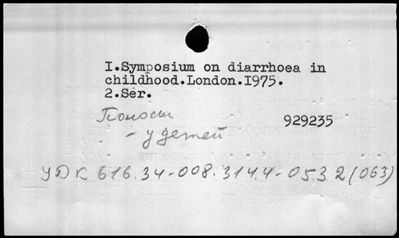 I.Symposium on diarrhoea in
childhood.London.I975.
2.Ser.
Поносы
- у детей
929235
УДК 616.34-008.314.4-053.2(063)